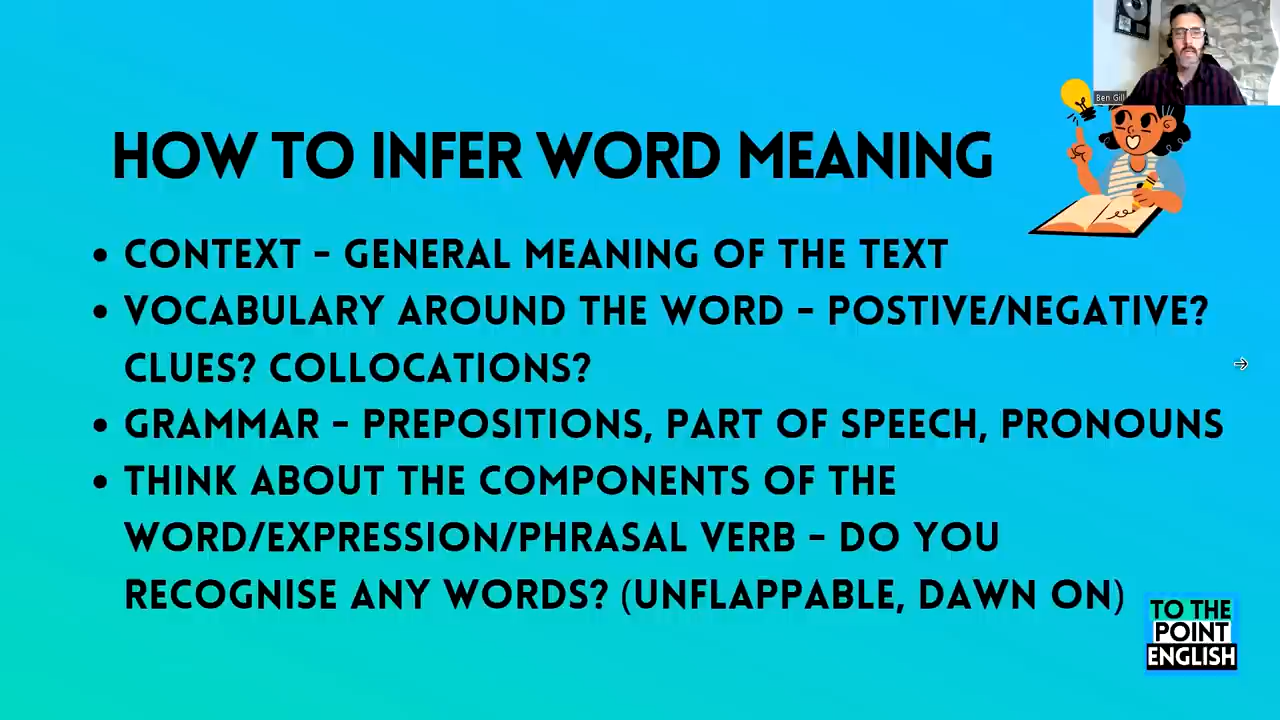 Ben Gill
HOW TO INFER WORD MEANING
• CONTEXT - GENERAL MEANING OF THE TEXT
• VOCABULARY AROUND THE WORD - POSTIVE/NEGATIVE?
CLUES? COLLOCATIONS?
• GRAMMAR - PREPOSITIONS, PART OF SPEECH, PRONOUNS
• THINK ABOUT THE COMPONENTS OF THE
WORD/EXPRESSION/PHRASAL VERB - DO YOU
RECOGNISE ANY WORDS? (UNFLAPPABLE, DAWN ON)
TO THE
POINT
ENGLISH